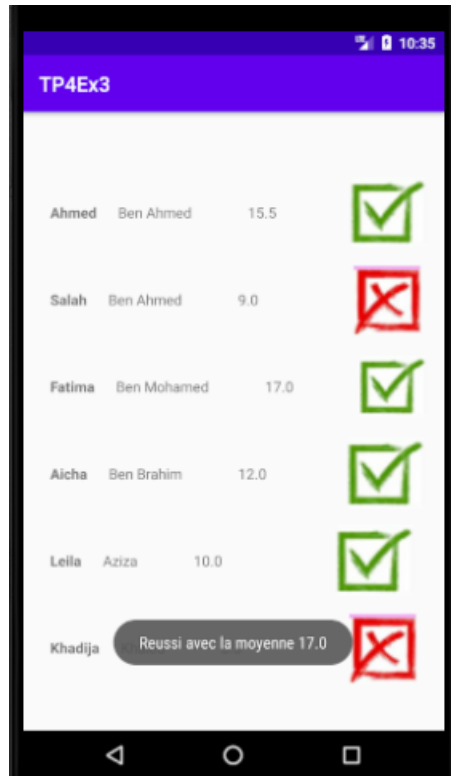 10:35
TP4Ex3
Ahmed Ben Ahmed 15.5
Salah Ben Ahmed 9.0
Fatima Ben Mohamed 17.0
Aicha Ben Brahim 12.0
Leila Aziza 10.0
Khadija
Reussi avec la moyenne 17.0